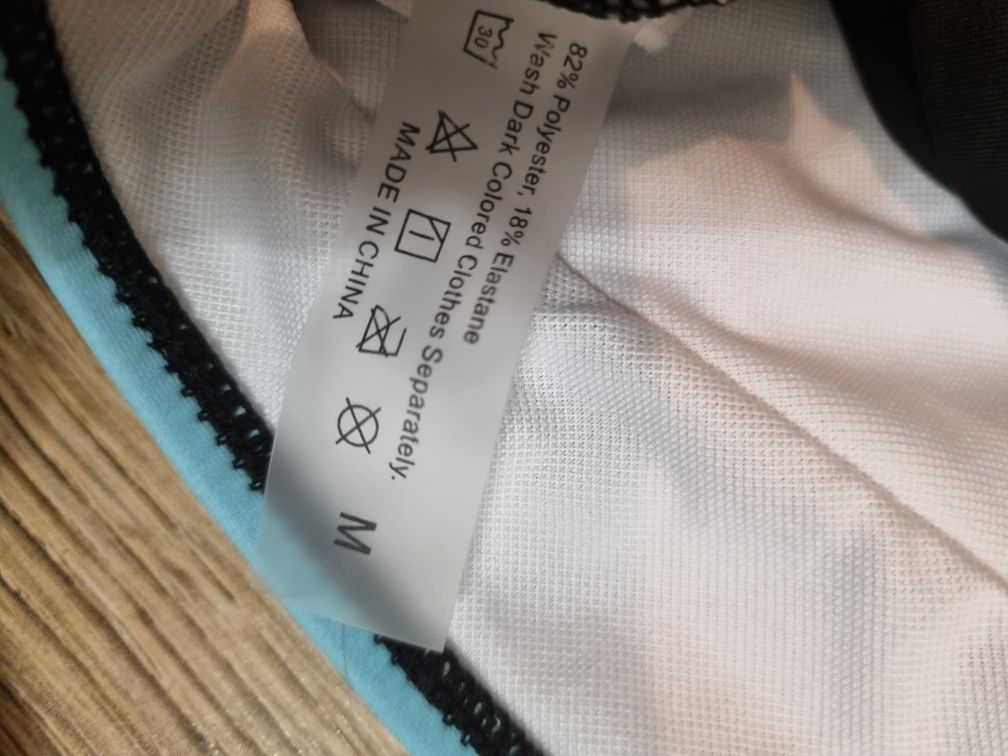 82% Polyester, 18% Elastane
Wash Dark Colored Clothes Separately.
30
MADE IN CHINA
M